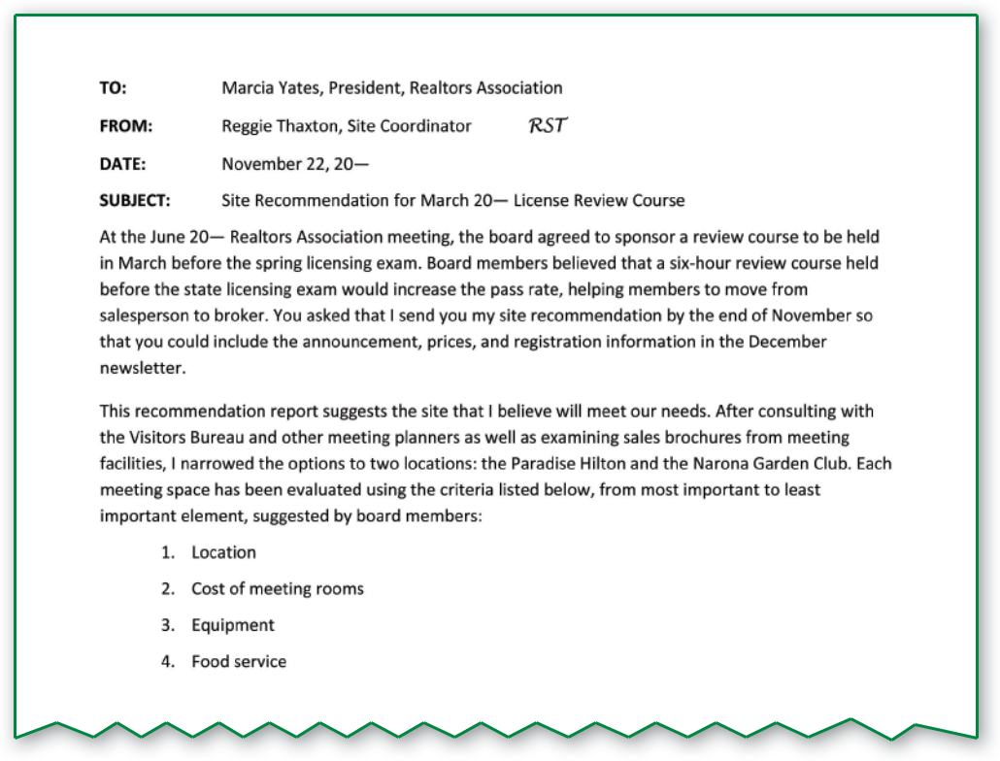 TO: Marcia Yates, President, Realtors Association
FROM: Reggie Thaxton, Site Coordinator RST
DATE: November 22, 20—
SUBJECT: Site Recommendation for March 20— License Review Course
At the June 20— Realtors Association meeting, the board agreed to sponsor a review course to be held
in March before the spring licensing exam. Board members believed that a six-hour review course held
before the state licensing exam would increase the pass rate, helping members to move from
salesperson to broker. You asked that I send you my site recommendation by the end of November so
that you could include the announcement, prices, and registration information in the December
newsletter.
This recommendation report suggests the site that I believe will meet our needs. After consulting with
the Visitors Bureau and other meeting planners as well as examining sales brochures from meeting
facilities, I narrowed the options to two locations: the Paradise Hilton and the Narona Garden Club. Each
meeting space has been evaluated using the criteria listed below, from most important to least
important element, suggested by board members:
1. Location
2. Cost of meeting rooms
3. Equipment
4. Food service